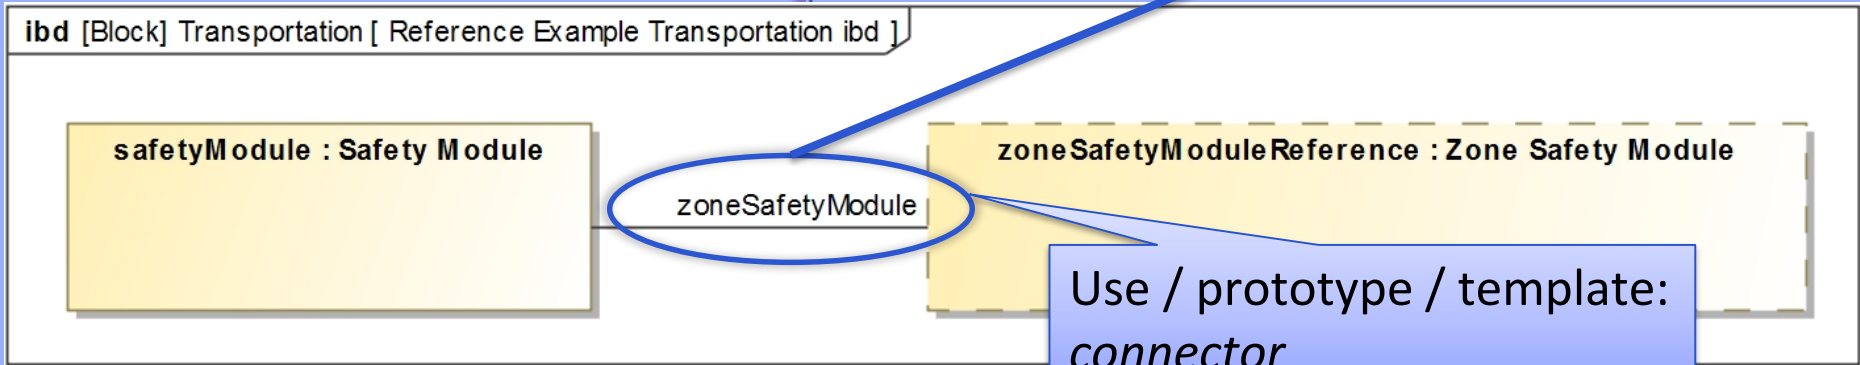 ibd [Block] Transportation [ Reference Example Transportation ibd ]
safetyModule : Safety Module
zoneSafetyModuleReference : Zone Safety Module
zoneSafetyModule
Use / prototype / template:
connector